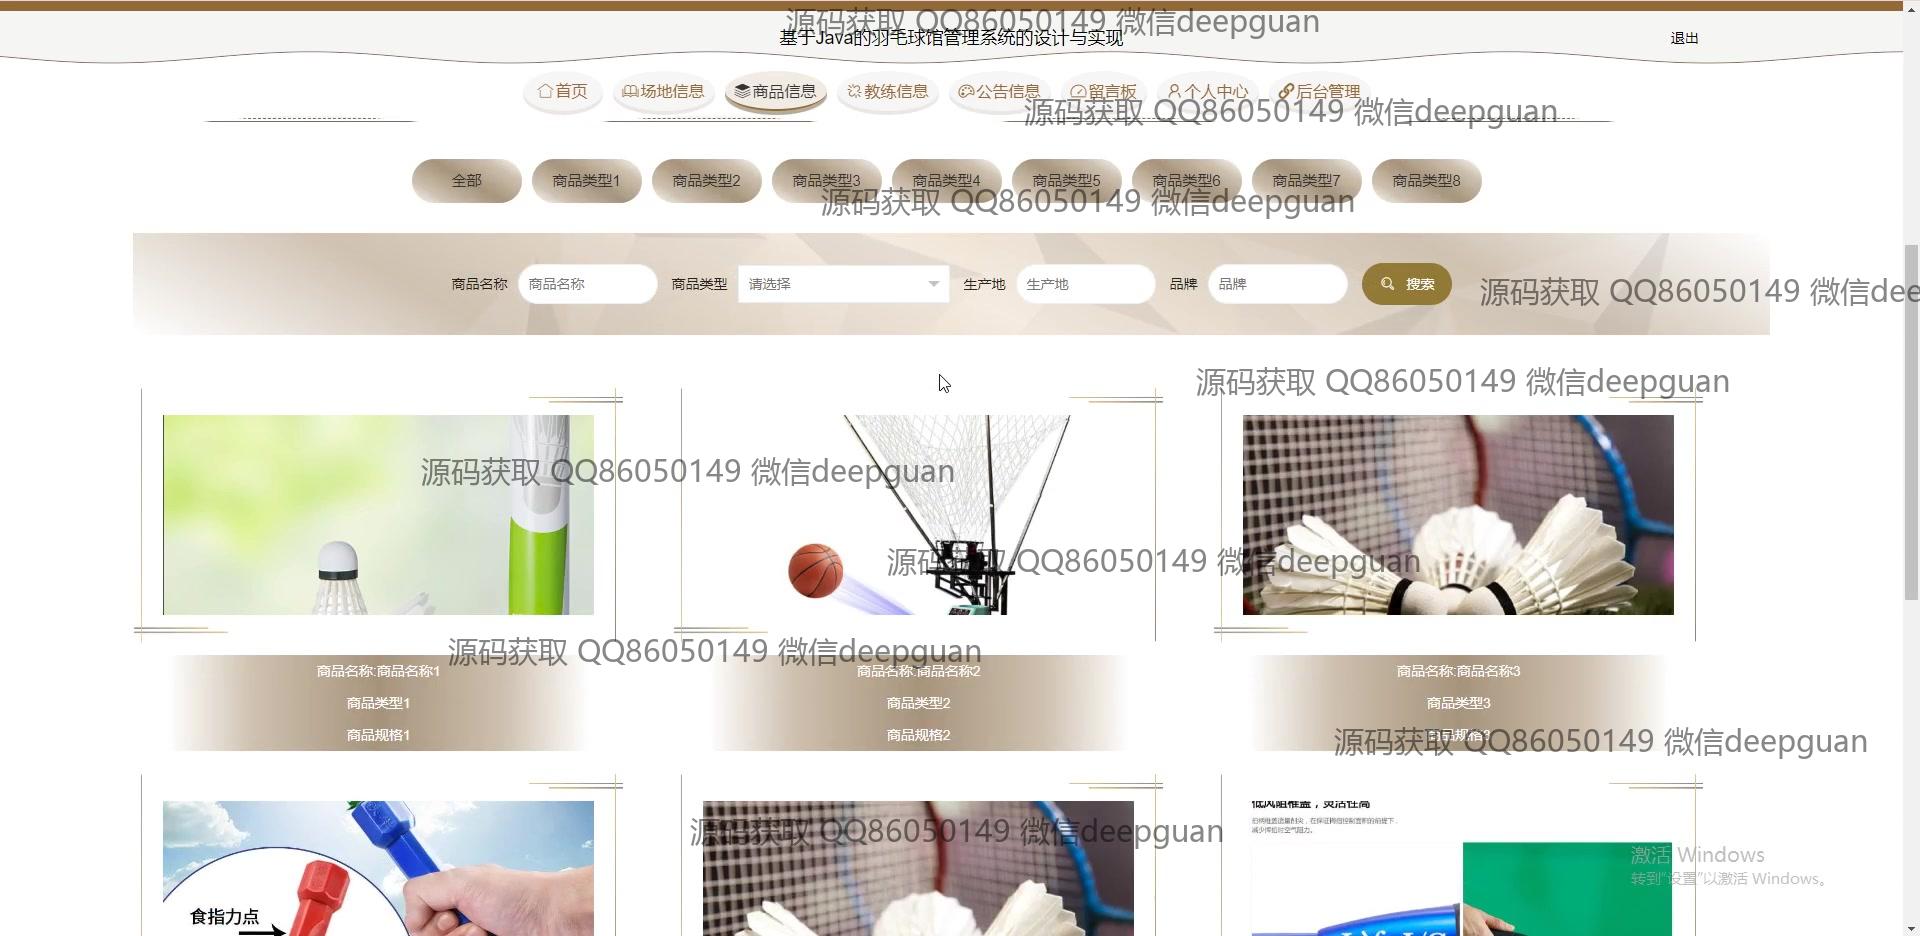 源码获取 QQ86050149 微信deepguan
基于Java的羽毛球馆管理系统的设计与实现
退出
首页 场地信息 商品信息 教练信息 公告信息 留言板 个人中心 后台管理
源码获取 QQ86050149 微信deepguan
全部 商品类型1 商品类型2 商品类型3 商品类型4 商品类型5 商品类型6 商品类型7 商品类型8
源码获取 QQ86050149 微信deepguan
商品名称 商品名称 商品类型 请选择 生产地 生产地 品牌 品牌 搜索
源码获取 QQ86050149 微信dee
源码获取 QQ86050149 微信deepguan
源码获取 QQ86050149 微信deepguan
源码获取 QQ86050149 微信deepguan
源码获取 QQ86050149 微信deepguan
商品名称:商品名称1 商品名称:商品名称2 商品名称:商品名称3
商品类型1 商品类型2 商品类型3
商品规格1 商品规格2 商品规格3
源码获取 QQ86050149 微信deepguan
低风阻椎盖，灵活性高
减少挥拍时空气阻力。
源码获取 QQ86050149 微信deepguan
激活 Windows
转到"设置"以激活 Windows。
食指力点